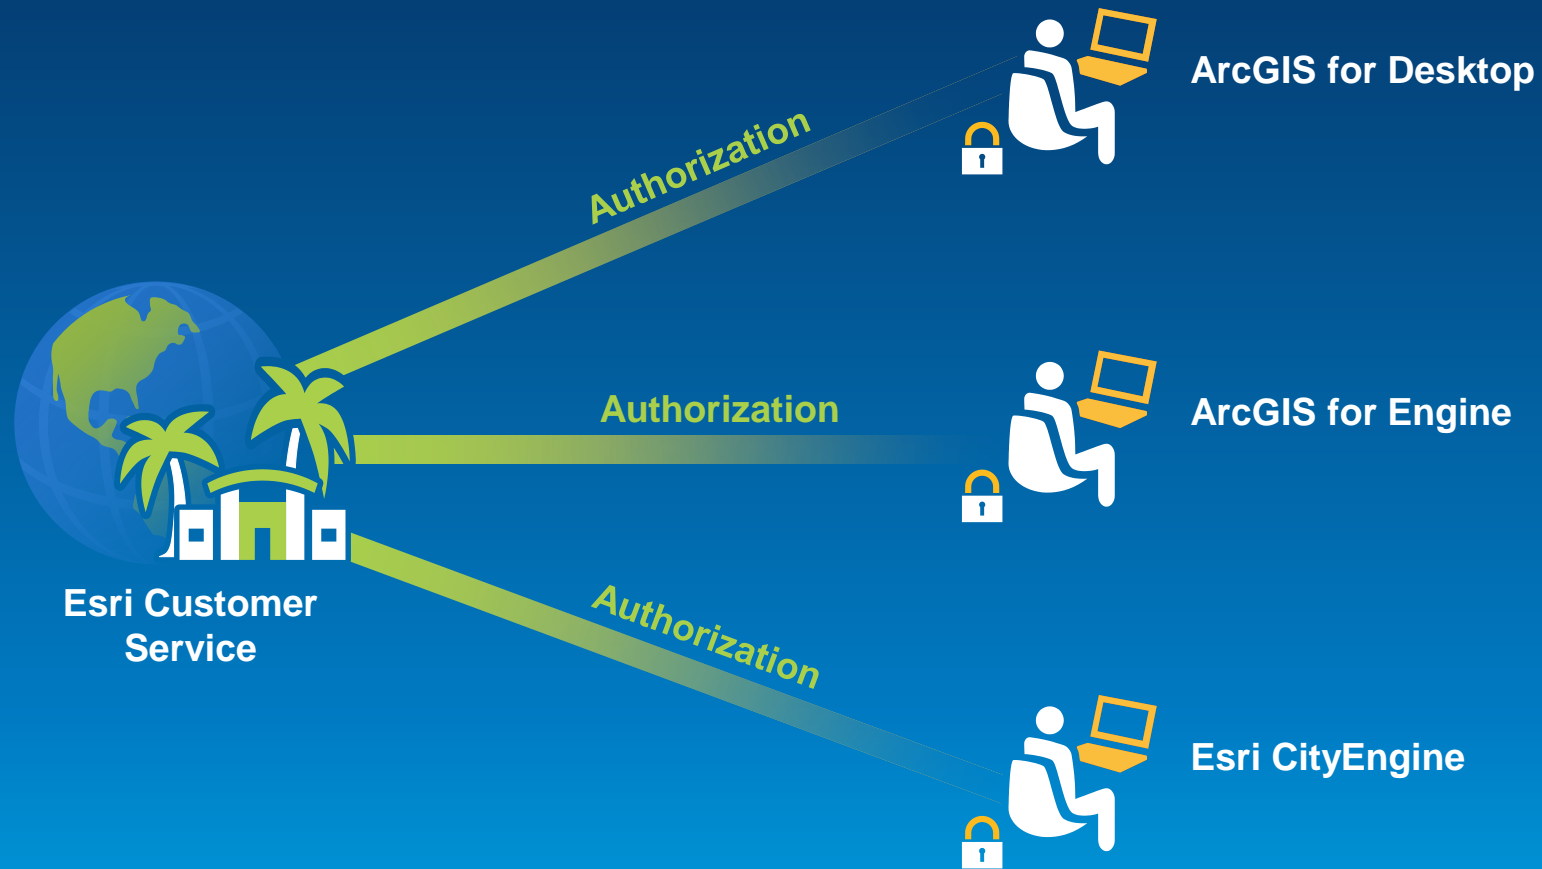 ArcGIS for Desktop
Authorization
Authorization
ArcGIS for Engine
Esri Customer
Service
Authorization
Esri CityEngine